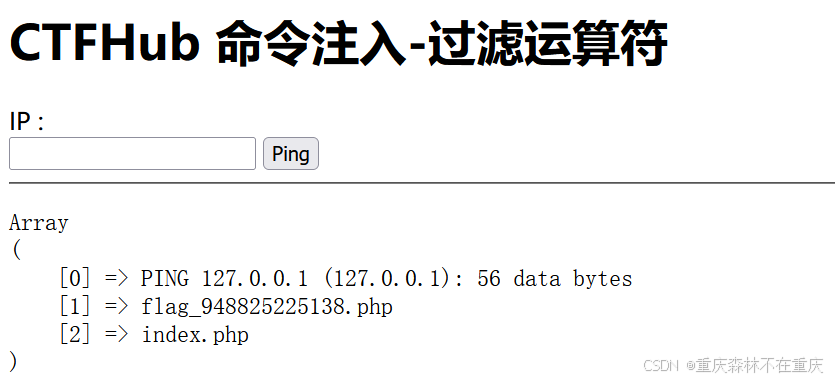 CTFHub 命令注入-过滤运算符
IP :
Ping
Array
(
[0] => PING 127.0.0.1 (127.0.0.1): 56 data bytes
[1] => flag_948825225138.php
[2] => index.php
)
CSDN @重庆森林不在重庆